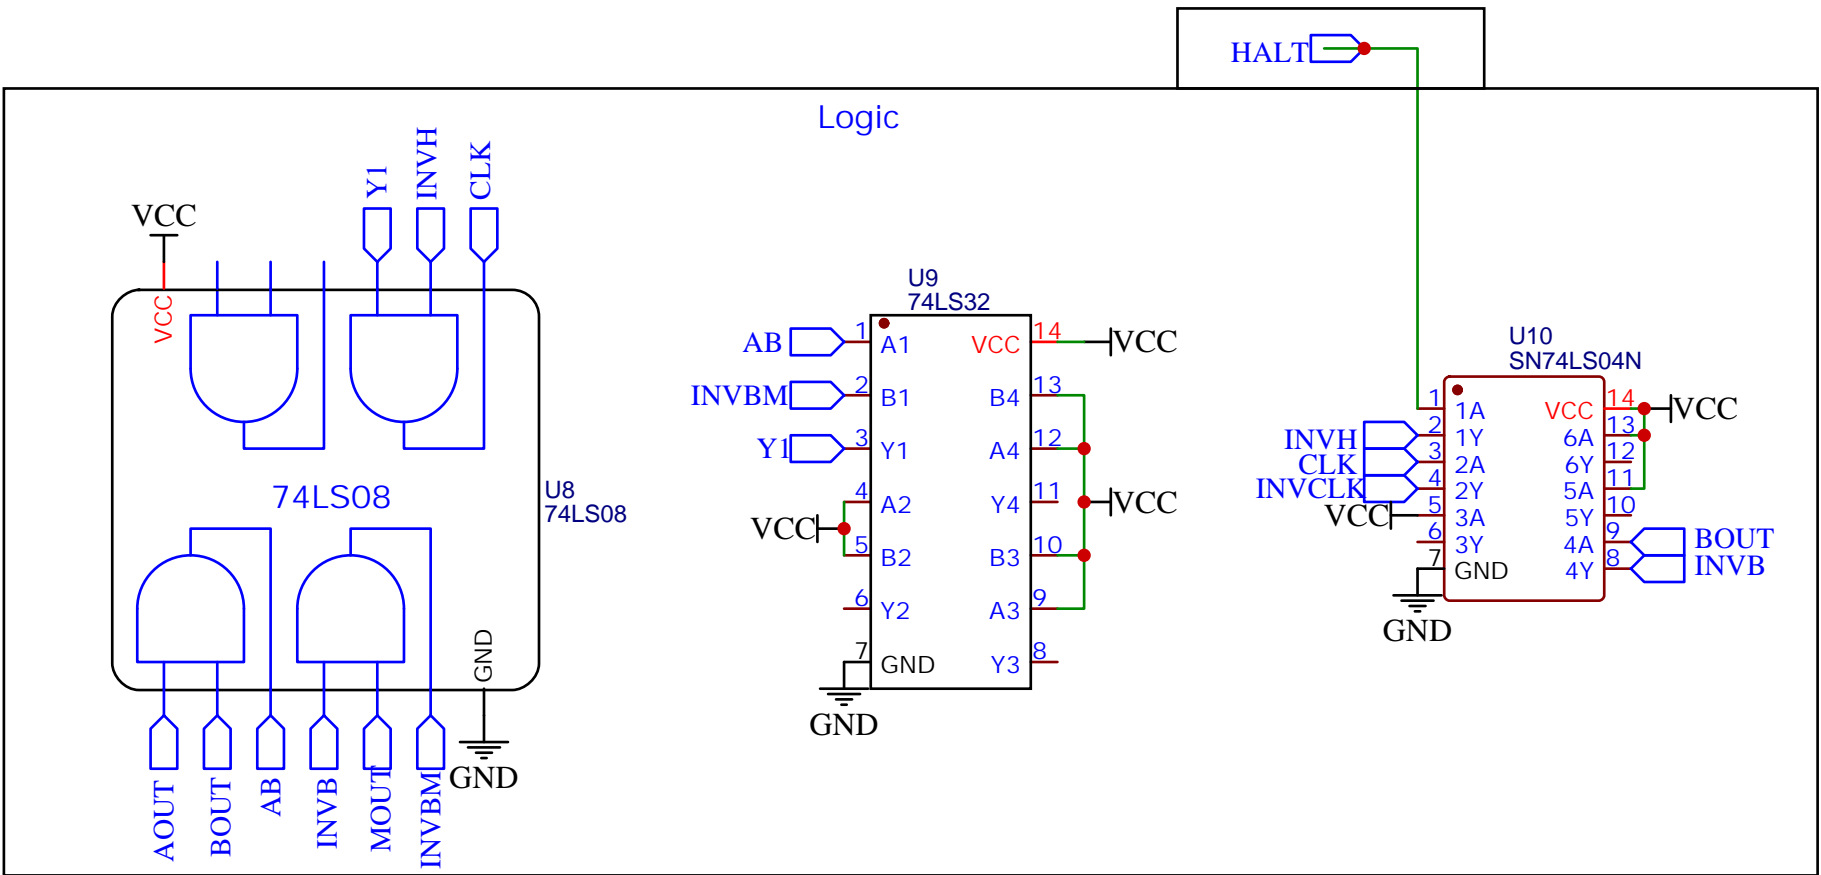 HALT
Logic
Y1
INVH
CLK
VCC
VCC
74LS08
GND
U8
74LS08
AOUT
BOUT
AB
INVB
MOUT
INVBM
GND
U9
74LS32
AB 1 A1
INVBM 2 B1
Y1 3 Y1
4 A2
VCC
5 B2
6 Y2
7 GND
GND
VCC 14 VCC
B4 13
A4 12
Y4 11 VCC
B3 10
A3 9
Y3 8
U10
SN74LS04N
1 1A
INVH 2 1Y
CLK 3 2A
INVCLK 4 2Y
VCC 5 3A
6 3Y
7 GND
GND
VCC 14 VCC
6A 13
6Y 12
5A 11
5Y 10
4A 9 BOUT
4Y 8 INVB